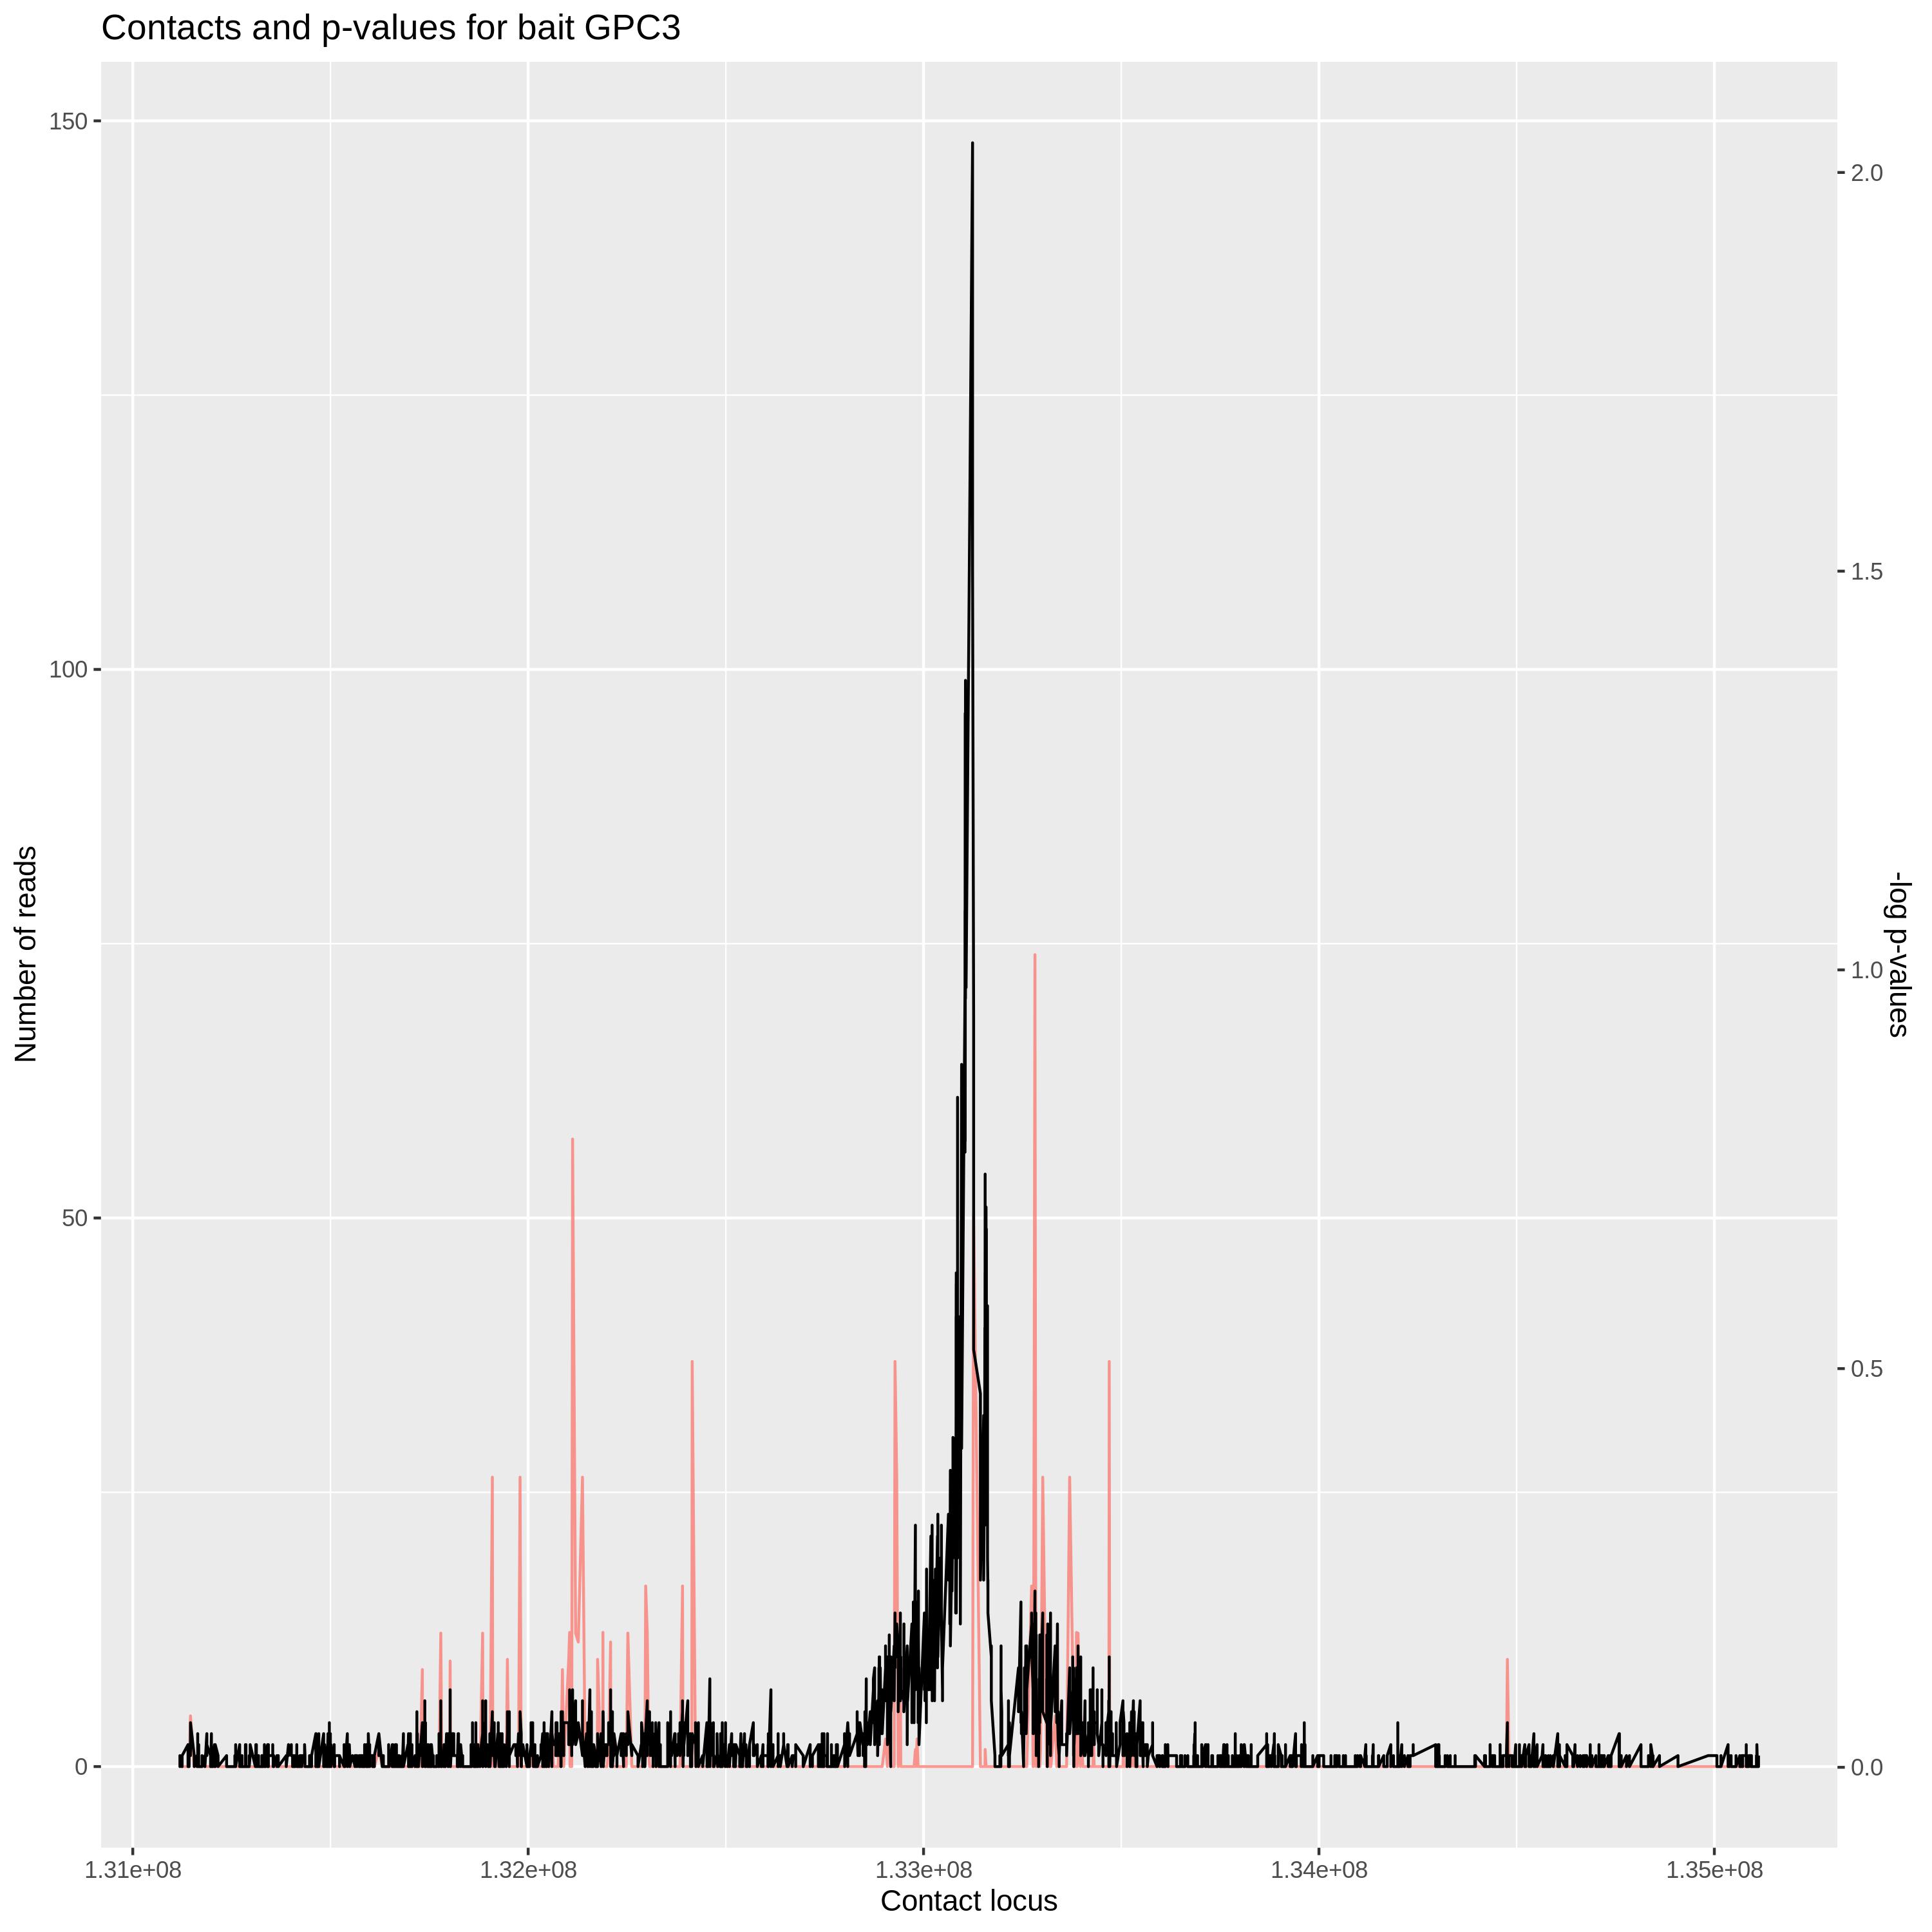 Contacts and p-values for bait GPC3
150
100
50
0
Number of reads
2.0
1.5
1.0
0.5
0.0
-log p-values
1.31e+08 1.32e+08 1.33e+08 1.34e+08 1.35e+08
Contact locus